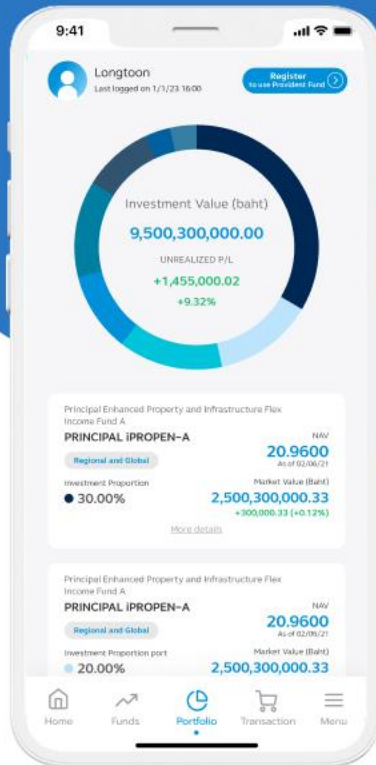 9:41
Longtoon
Last logged on 1/1/23 16:00
Register
to use Provident Fund
Investment Value (baht)
9,500,300,000.00
UNREALIZED P/L
+1,455,000.02
+9.32%
Principal Enhanced Property and Infrastructure Flex
Income Fund A
PRINCIPAL iPROPEN-A
NAV
20.9600
As of 02/06/21
Regional and Global
Investment Proportion
Market Value (Baht)
30.00%
2,500,300,000.33
+300,000.33 (+0.12%)
More details
Principal Enhanced Property and Infrastructure Flex
Income Fund A
PRINCIPAL iPROPEN-A
NAV
20.9600
As of 02/06/21
Regional and Global
Investment Proportion port
Market Value (Baht)
20.00%
2,500,300,000.33
Home
Funds
Portfolio
Transaction
Menu